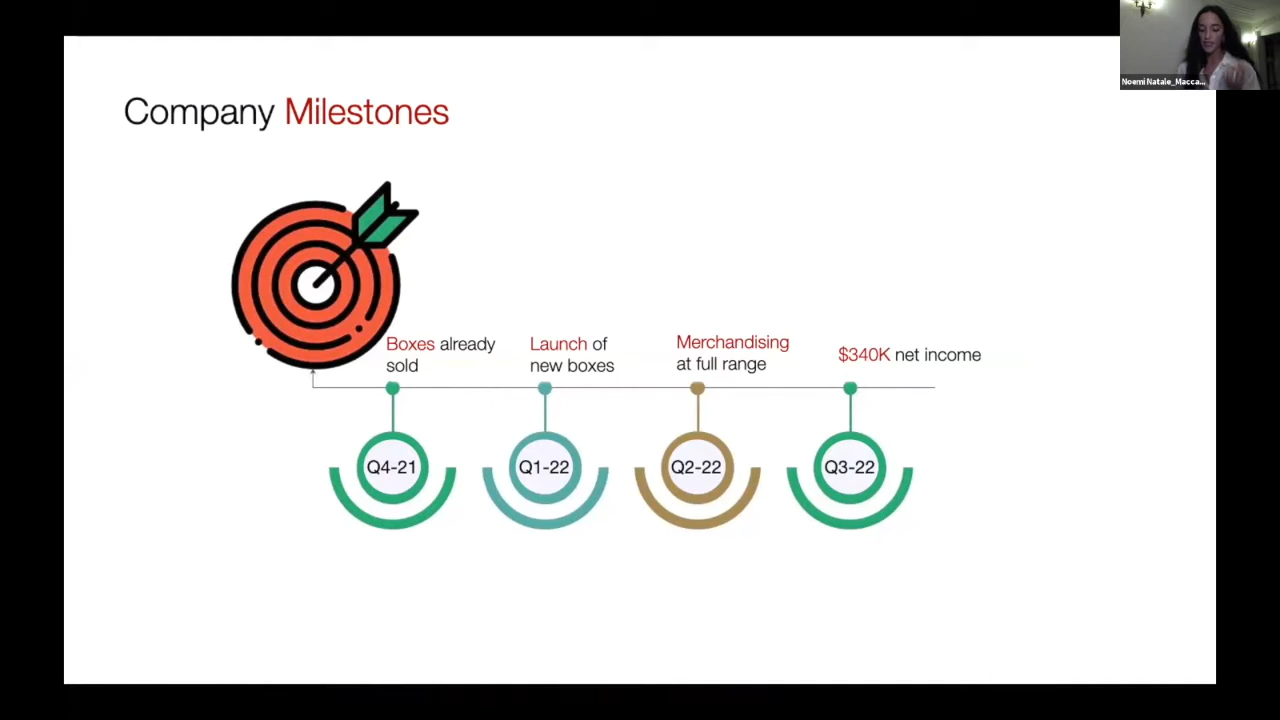 Noemi Natale_Macca...
Company Milestones
Boxes already
sold
Launch of
new boxes
Merchandising
at full range
$340K net income
Q4-21
Q1-22
Q2-22
Q3-22